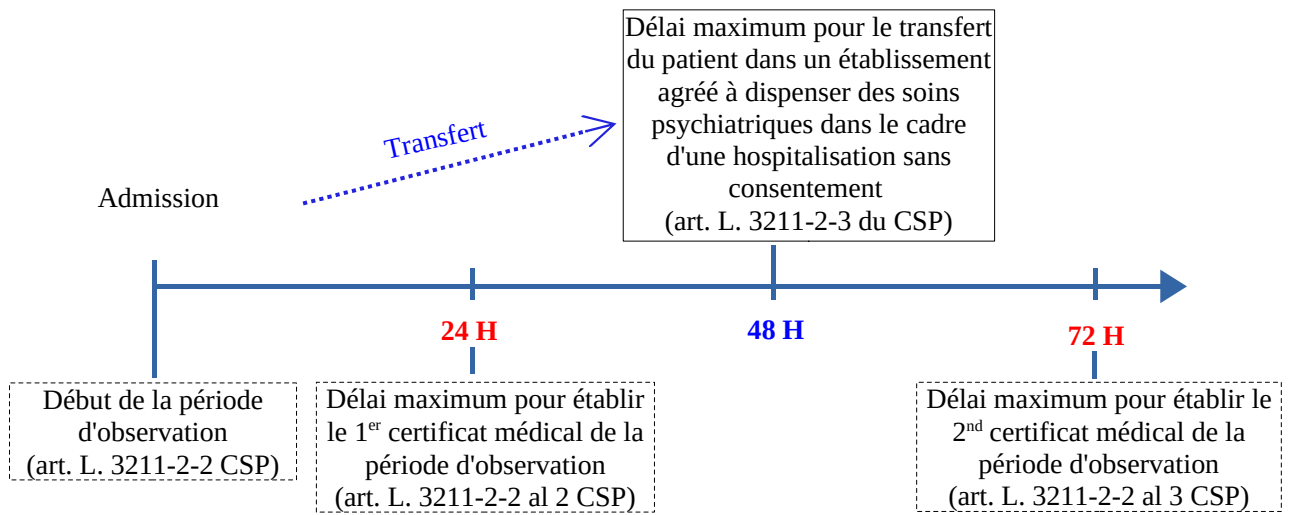 Délai maximum pour le transfert
du patient dans un établissement
agréé à dispenser des soins
psychiatriques dans le cadre
d'une hospitalisation sans
consentement
(art. L. 3211-2-3 du CSP)
Transfert
Admission
24 H
48 H
72 H
Début de la période
d'observation
(art. L. 3211-2-2 CSP)
Délai maximum pour établir
le 1er certificat médical de la
période d'observation
(art. L. 3211-2-2 al 2 CSP)
Délai maximum pour établir le
2nd certificat médical de la
période d'observation
(art. L. 3211-2-2 al 3 CSP)